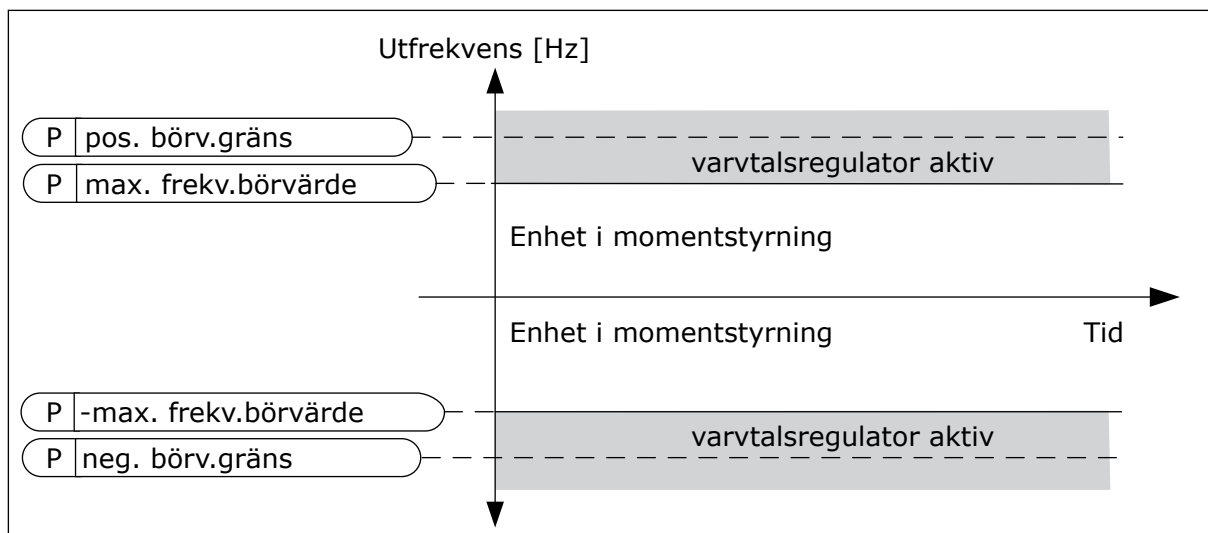 Utfrekvens [Hz]
P pos. börv.gräns
varvtalsregulator aktiv
P max. frekv.börvärde
Enhet i momentstyrning
Enhet i momentstyrning
Tid
P -max. frekv.börvärde
varvtalsregulator aktiv
P neg. börv.gräns